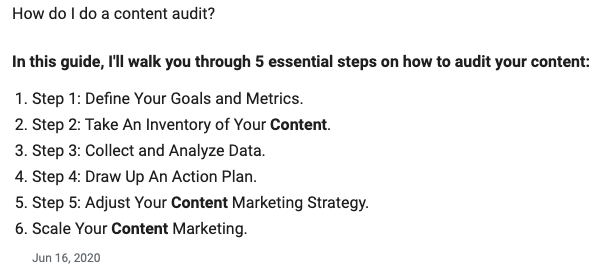 How do I do a content audit?
In this guide, I'll walk you through 5 essential steps on how to audit your content:
1. Step 1: Define Your Goals and Metrics.
2. Step 2: Take An Inventory of Your Content.
3. Step 3: Collect and Analyze Data.
4. Step 4: Draw Up An Action Plan.
5. Step 5: Adjust Your Content Marketing Strategy.
6. Scale Your Content Marketing.
Jun 16, 2020